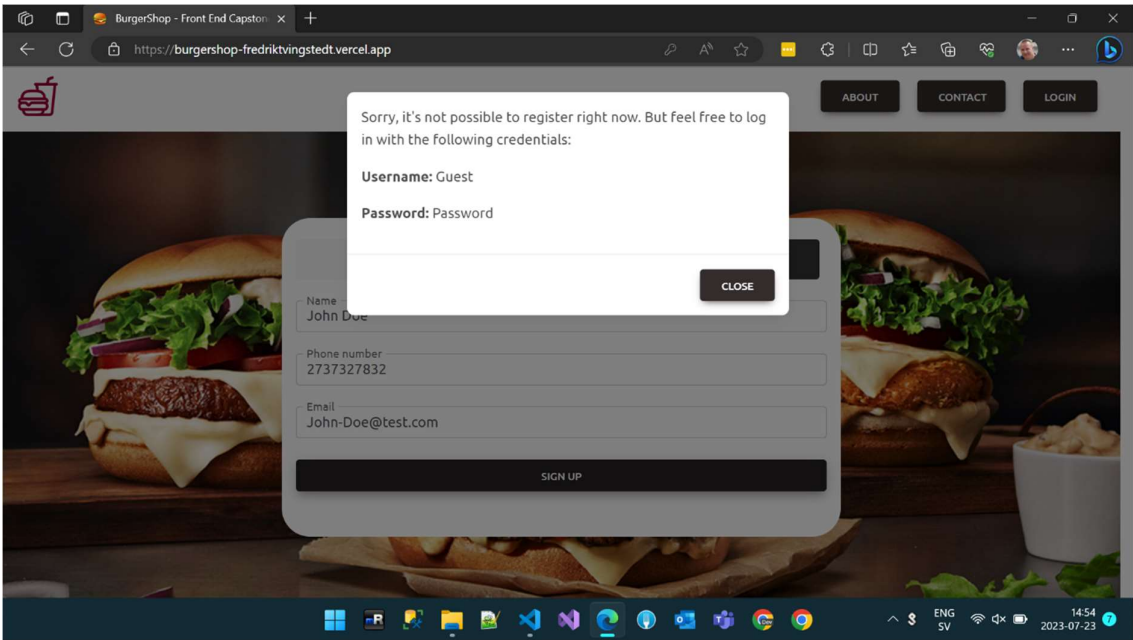 BurgerShop - Front End Capston
https://burgershop-fredriktvingstedt.vercel.app
ABOUT
CONTACT
LOGIN
Sorry, it's not possible to register right now. But feel free to log
in with the following credentials:
Username: Guest
Password: Password
CLOSE
Name
John Doe
Phone number
2737327832
Email
John-Doe@test.com
SIGN UP
ENG
SV
14:54
2023-07-23
7